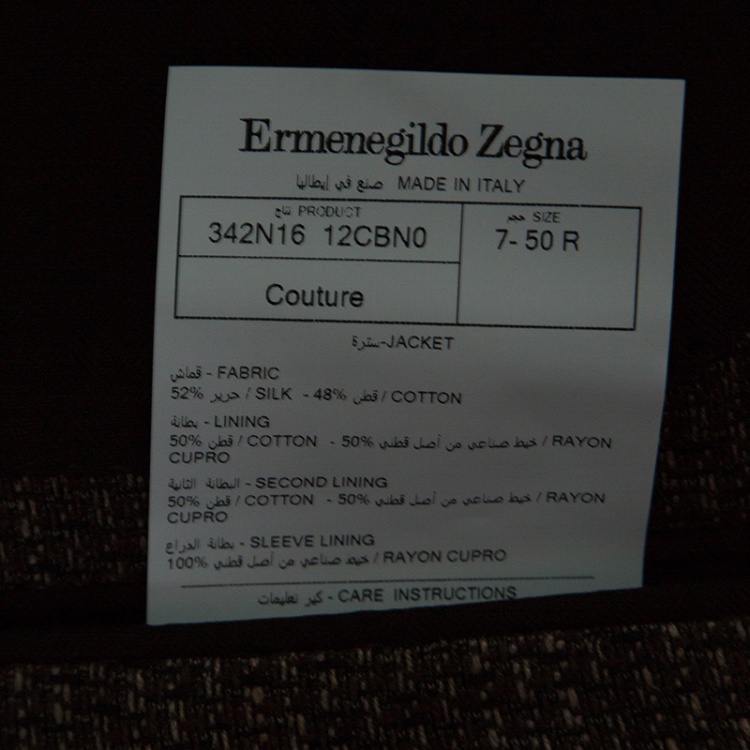 Ermenegildo Zegna
صنع في إيطاليا MADE IN ITALY
نتاج PRODUCT
342N16 12CBN0
حجم SIZE
7- 50 R
Couture
سترة-JACKET
قماش - FABRIC
52% حرير / SILK - 48% قطن / COTTON
بطانة - LINING
50% قطن / COTTON - 50% خيط صناعي من أصل قطني / RAYON
CUPRO
البطانة الثانية - SECOND LINING
50% قطن / COTTON - 50% خيط صناعي من أصل قطني / RAYON
CUPRO
بطانة الدراع - SLEEVE LINING
100% خيط صناعي من أصل قطني / RAYON CUPRO
كير تعليمات - CARE INSTRUCTIONS